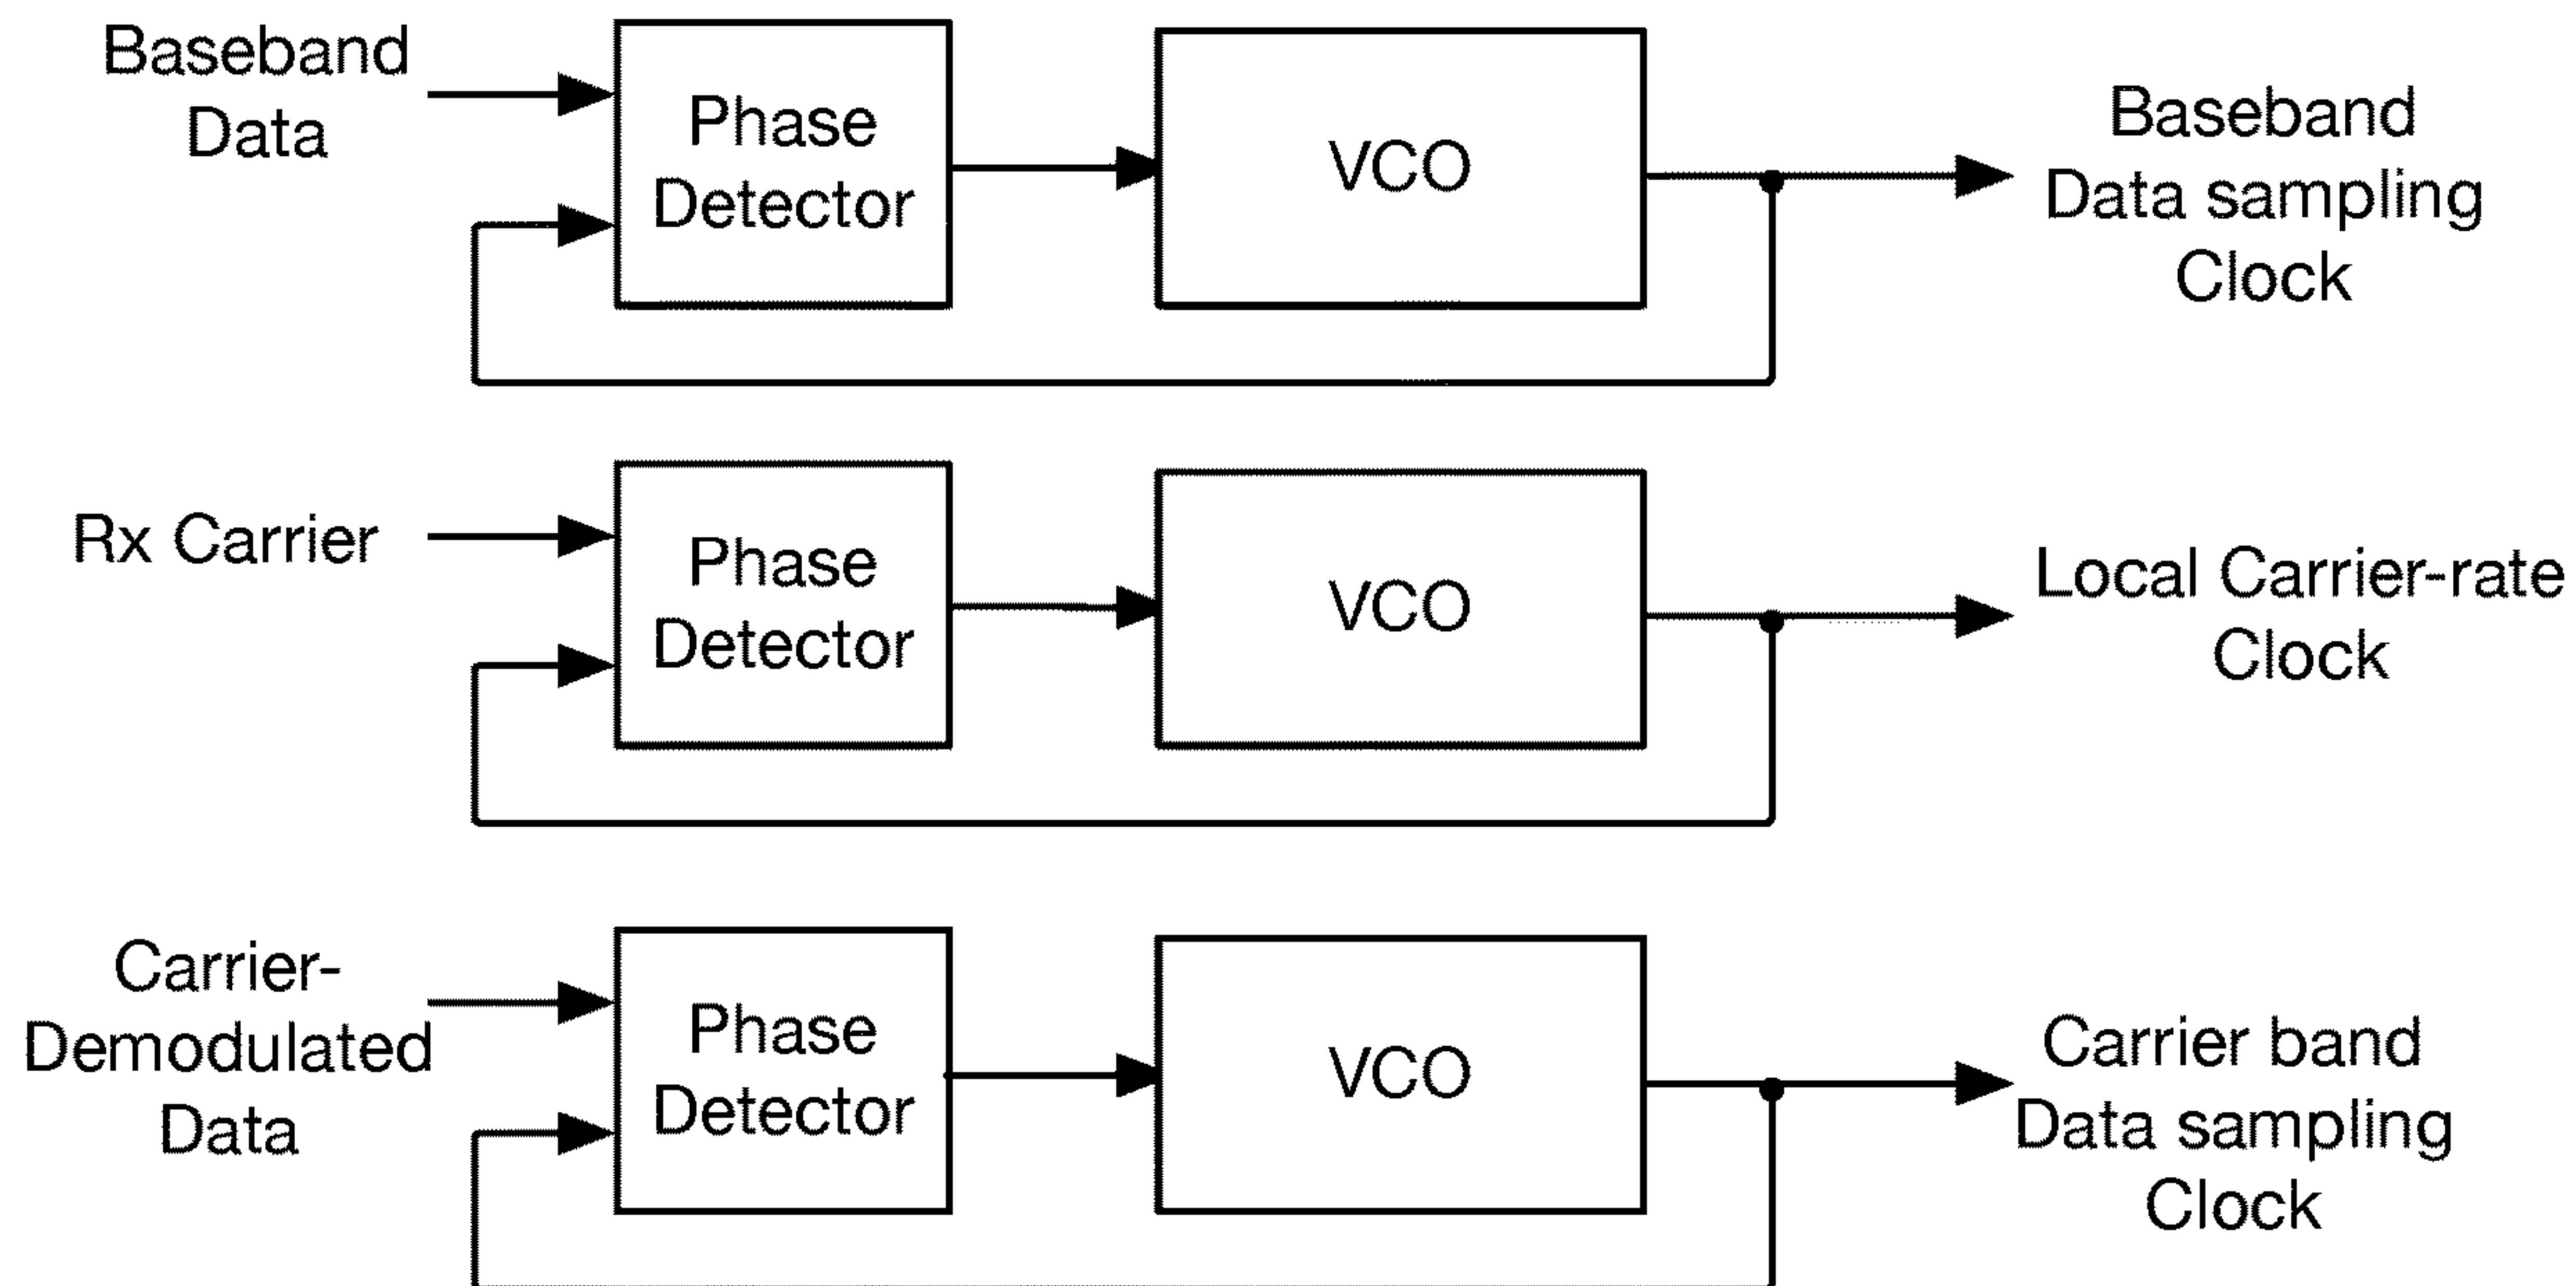 Baseband
Data
Phase
Detector
VCO
Baseband
Data sampling
Clock
Rx Carrier
Phase
Detector
VCO
Local Carrier-rate
Clock
Carrier-
Demodulated
Data
Phase
Detector
VCO
Carrier band
Data sampling
Clock